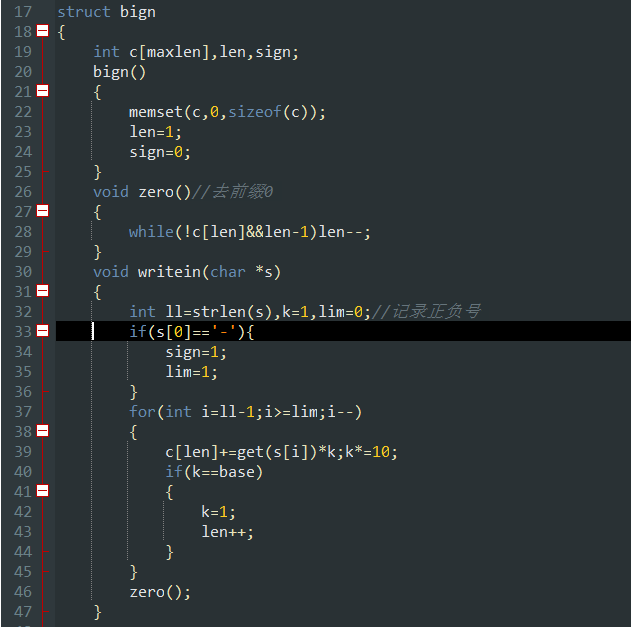 17 struct bign
18 {
19 int c[maxlen],len,sign;
20 bign()
21 {
22 memset(c,0,sizeof(c));
23 len=1;
24 sign=0;
25 }
26 void zero()//去前缀0
27 {
28 while(!c[len]&&len-1)len--;
29 }
30 void writein(char *s)
31 {
32 int ll=strlen(s),k=1,lim=0;//记录正负号
33 if(s[0]=='-'){
34 sign=1;
35 lim=1;
36 }
37 for(int i=ll-1;i>=lim;i--)
38 {
39 c[len]+=get(s[i])*k;k*=10;
40 if(k==base)
41 {
42 k=1;
43 len++;
44 }
45 }
46 zero();
47 }